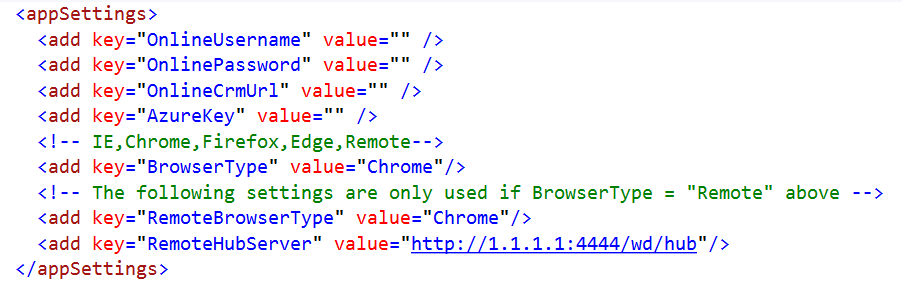 <appSettings>
<add key="OnlineUsername" value="" />
<add key="OnlinePassword" value="" />
<add key="OnlineCrmUrl" value="" />
<add key="AzureKey" value="" />
<!-- IE,Chrome,Firefox,Edge,Remote-->
<add key="BrowserType" value="Chrome"/>
<!-- The following settings are only used if BrowserType = "Remote" above -->
<add key="RemoteBrowserType" value="Chrome"/>
<add key="RemoteHubServer" value="http://1.1.1.1:4444/wd/hub"/>
</appSettings>